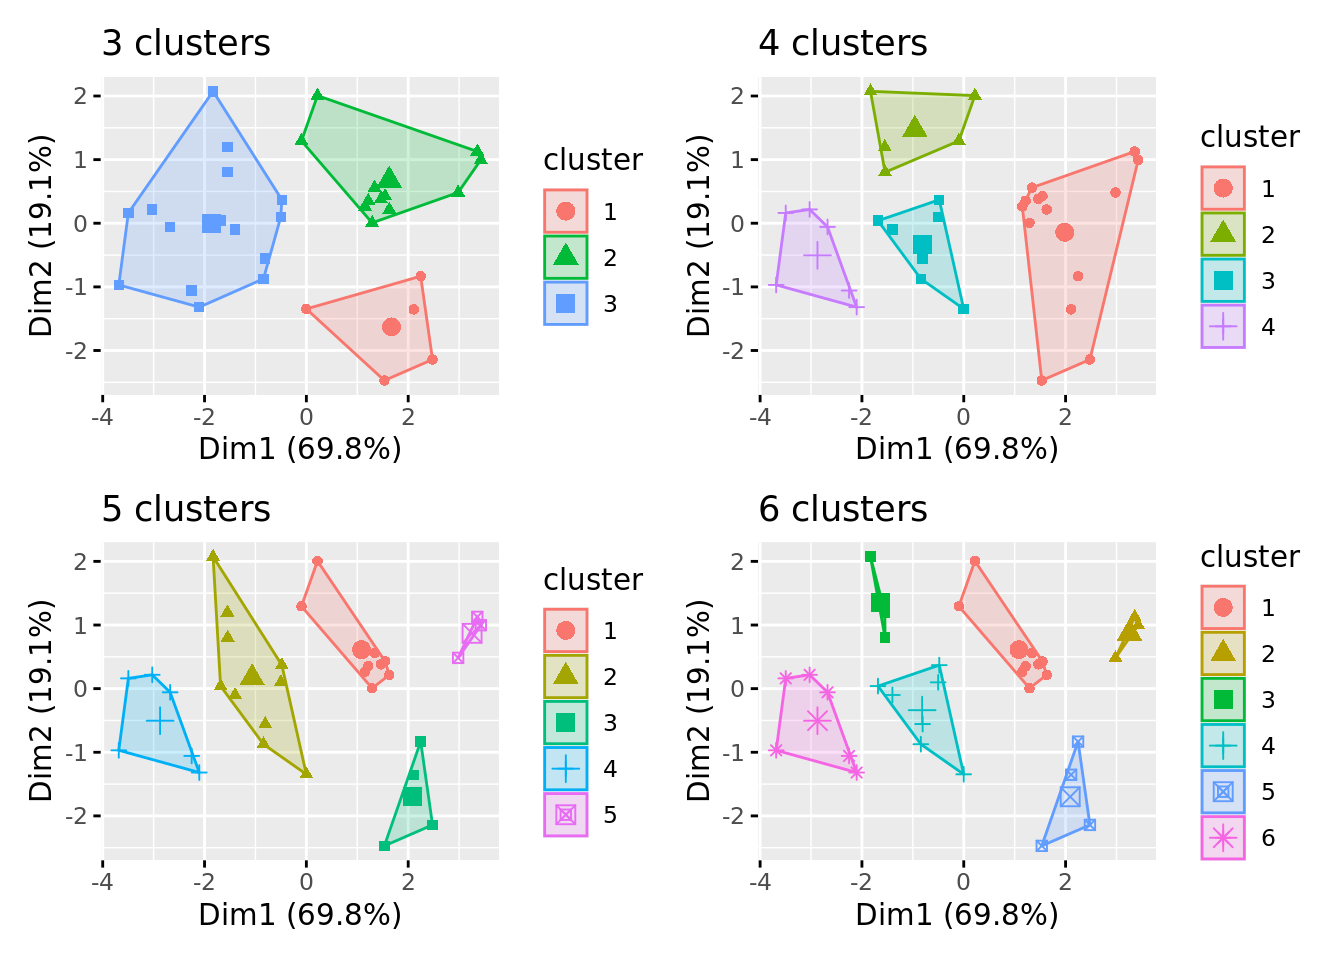 3 clusters
2
1
0
-1
-2
Dim2 (19.1%)
-4 -2 0 2
Dim1 (69.8%)
cluster
1
2
3
4 clusters
2
1
0
-1
-2
Dim2 (19.1%)
-4 -2 0 2
Dim1 (69.8%)
cluster
1
2
3
4
5 clusters
2
1
0
-1
-2
Dim2 (19.1%)
-4 -2 0 2
Dim1 (69.8%)
cluster
1
2
3
4
5
6 clusters
2
1
0
-1
-2
Dim2 (19.1%)
-4 -2 0 2
Dim1 (69.8%)
cluster
1
2
3
4
5
6